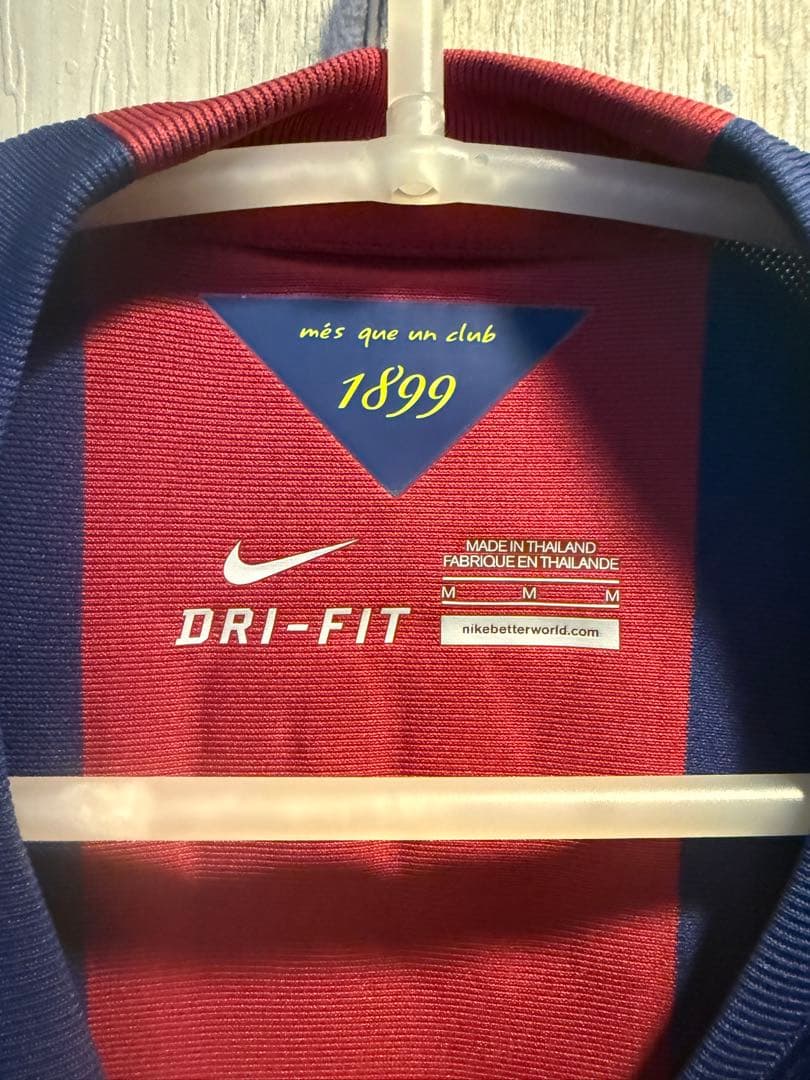 més que un club
1899
DRI-FIT
MADE IN THAILAND
FABRIQUE EN THAILANDE
M M M
nikebetterworld.com